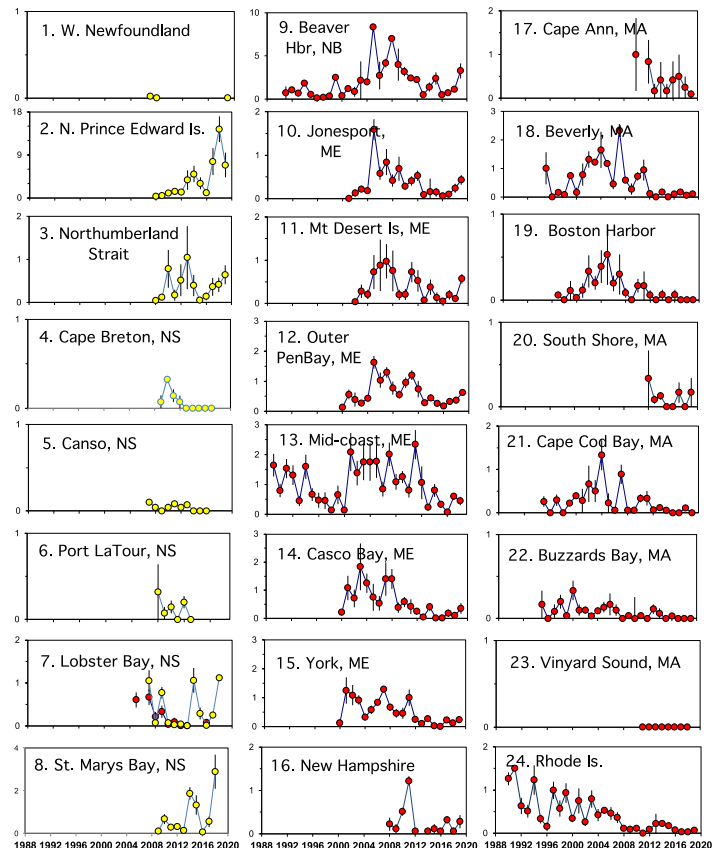 1
1. W. Newfoundland
0
18
2. N. Prince Edward Is.
12
6
0
2
3. Northumberland
Strait
1
0
1
4. Cape Breton, NS
0
1
5. Canso, NS
0
1
6. Port LaTour, NS
0
2
7. Lobster Bay, NS
1
0
4
8. St. Marys Bay, NS
2
0
1988 1992 1996 2000 2004 2008 2012 2016 2020
10
9. Beaver
Hbr, NB
5
0
2
10. Jonesport,
ME
1
0
2
11. Mt Desert Is, ME
1
0
3
12. Outer
PenBay, ME
2
1
0
3
13. Mid-coast, ME
2
1
0
3
14. Casco Bay, ME
2
1
0
3
15. York, ME
2
1
0
2
16. New Hampshire
1
0
1988 1992 1996 2000 2004 2008 2012 2016 2020
2
17. Cape Ann, MA
1
0
3
18. Beverly, MA
2
1
0
1
19. Boston Harbor
0
1
20. South Shore, MA
0
2
21. Cape Cod Bay, MA
1
0
1
22. Buzzards Bay, MA
0
1
23. Vinyard Sound, MA
0
2
24. Rhode Is.
1
0
1988 1992 1996 2000 2004 2008 2012 2016 2020